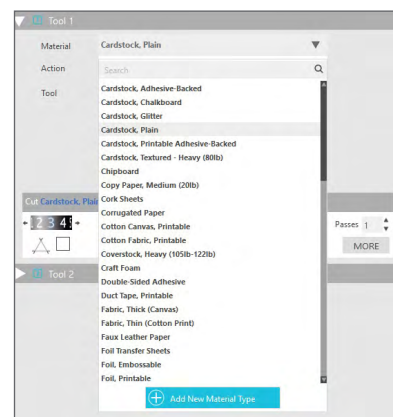 Tool 1
Material Cardstock, Plain
Action Search
Tool
Cardstock, Adhesive-Backed
Cardstock, Chalkboard
Cardstock, Glitter
Cardstock, Plain
Cardstock, Printable Adhesive-Backed
Cardstock, Textured - Heavy (80lb)
Chipboard
Copy Paper, Medium (20lb)
Cork Sheets
Corrugated Paper
Cotton Canvas, Printable
Cotton Fabric, Printable
Coverstock, Heavy (105lb-122lb)
Craft Foam
Double-Sided Adhesive
Duct Tape, Printable
Fabric, Thick (Canvas)
Fabric, Thin (Cotton Print)
Faux Leather Paper
Foil Transfer Sheets
Foil, Embossable
Foil, Printable
Add New Material Type
Cut Cardstock, Plai
1 2 3 4
Passes 1
MORE
Tool 2